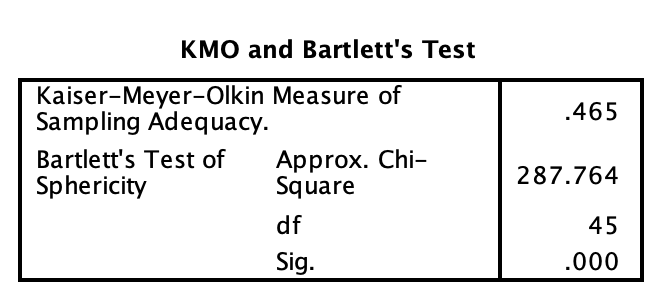 KMO and Bartlett's Test
Kaiser-Meyer-Olkin Measure of
Sampling Adequacy.
.465
Bartlett's Test of
Sphericity
Approx. Chi-
Square
287.764
df
45
Sig.
.000